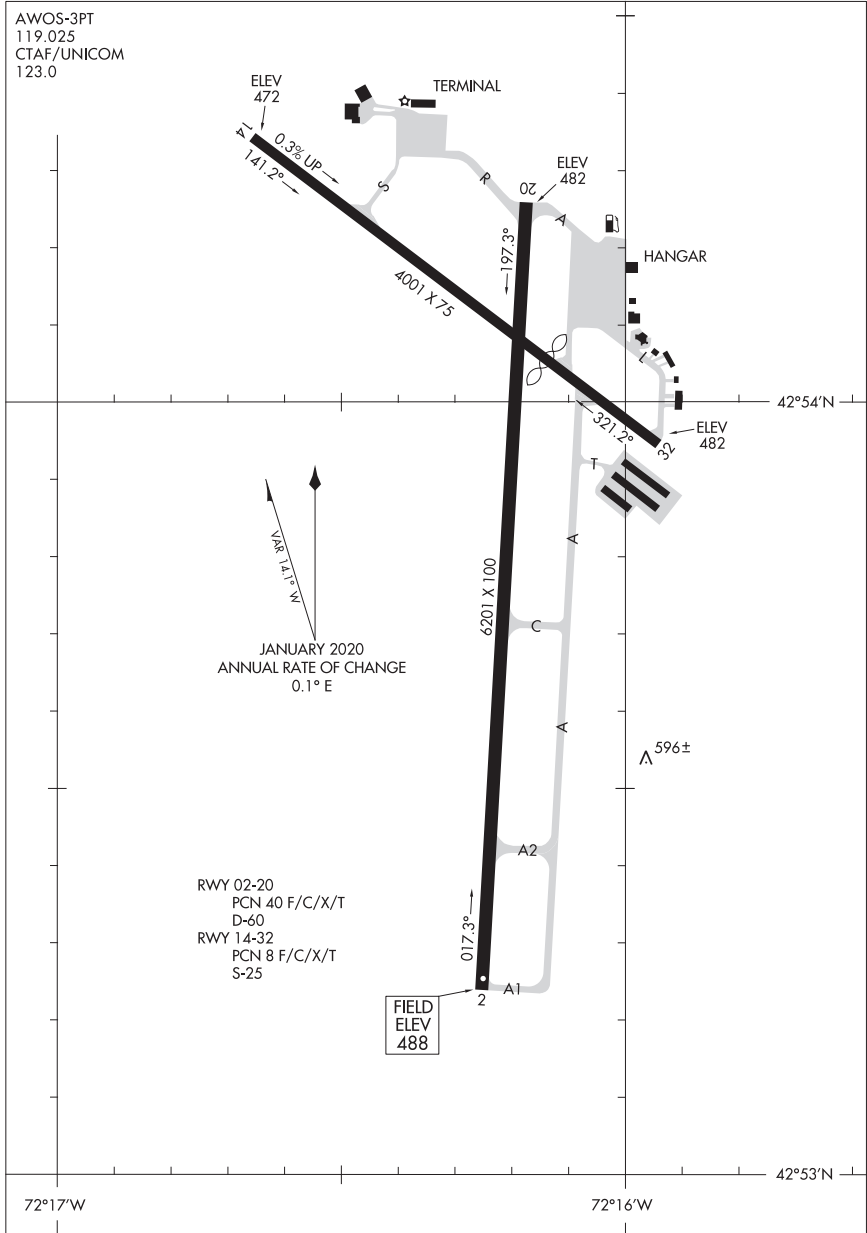 AWOS-3PT
119.025
CTAF/UNICOM
123.0
ELEV
472
TERMINAL
14
0.3% UP
141.2°
S
R
ELEV
482
20
A
197.3°
HANGAR
4001 X 75
L
42°54'N
321.2°
ELEV
482
32
T
VAR 14.1° W
A
6201 X 100
C
JANUARY 2020
ANNUAL RATE OF CHANGE
0.1° E
A
596±
A2
RWY 02-20
PCN 40 F/C/X/T
D-60
RWY 14-32
PCN 8 F/C/X/T
S-25
017.3°
2
A1
FIELD
ELEV
488
42°53'N
72°17'W
72°16'W